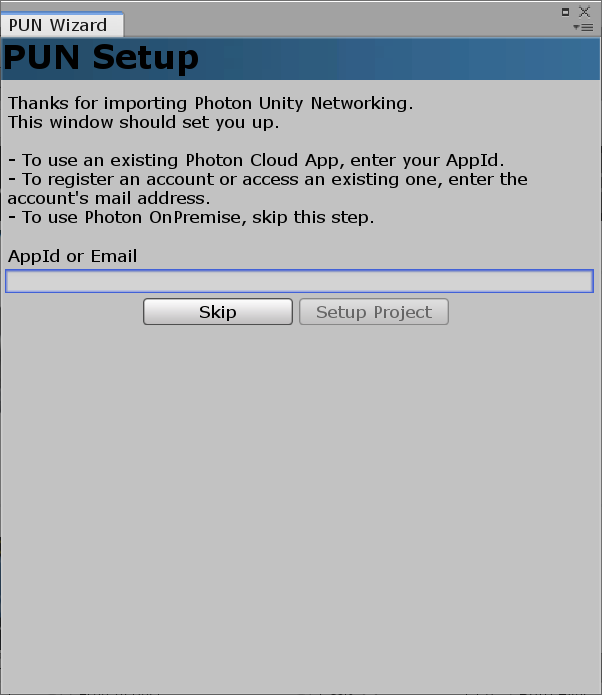 PUN Wizard
PUN Setup
Thanks for importing Photon Unity Networking.
This window should set you up.
- To use an existing Photon Cloud App, enter your AppId.
- To register an account or access an existing one, enter the
account's mail address.
- To use Photon OnPremise, skip this step.
AppId or Email
Skip
Setup Project